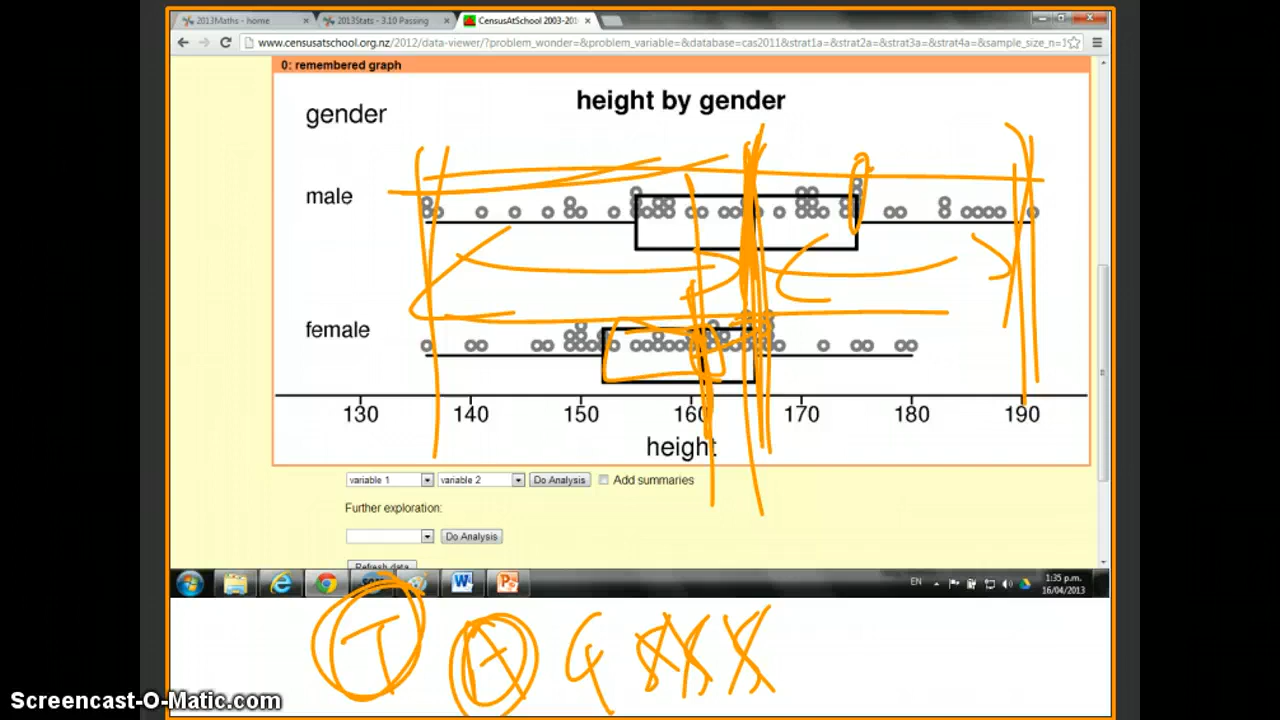 2013Maths - home
2013Stats - 3.10 Passing
CensusAtSchool 2003-201
www.censusatschool.org.nz/2012/data-viewer/?problem_wonder=&problem_variable=&database=cas2011&strat1a=&strat2a=&strat3a=&strat4a=&sample_size_n=1
0: remembered graph
height by gender
gender
male
female
130 140 150 160 170 180 190
height
variable 1 variable 2 Do Analysis Add summaries
Further exploration:
Do Analysis
Refresh data
EN 1:35 p.m.
16/04/2013
Screencast-O-Matic.com